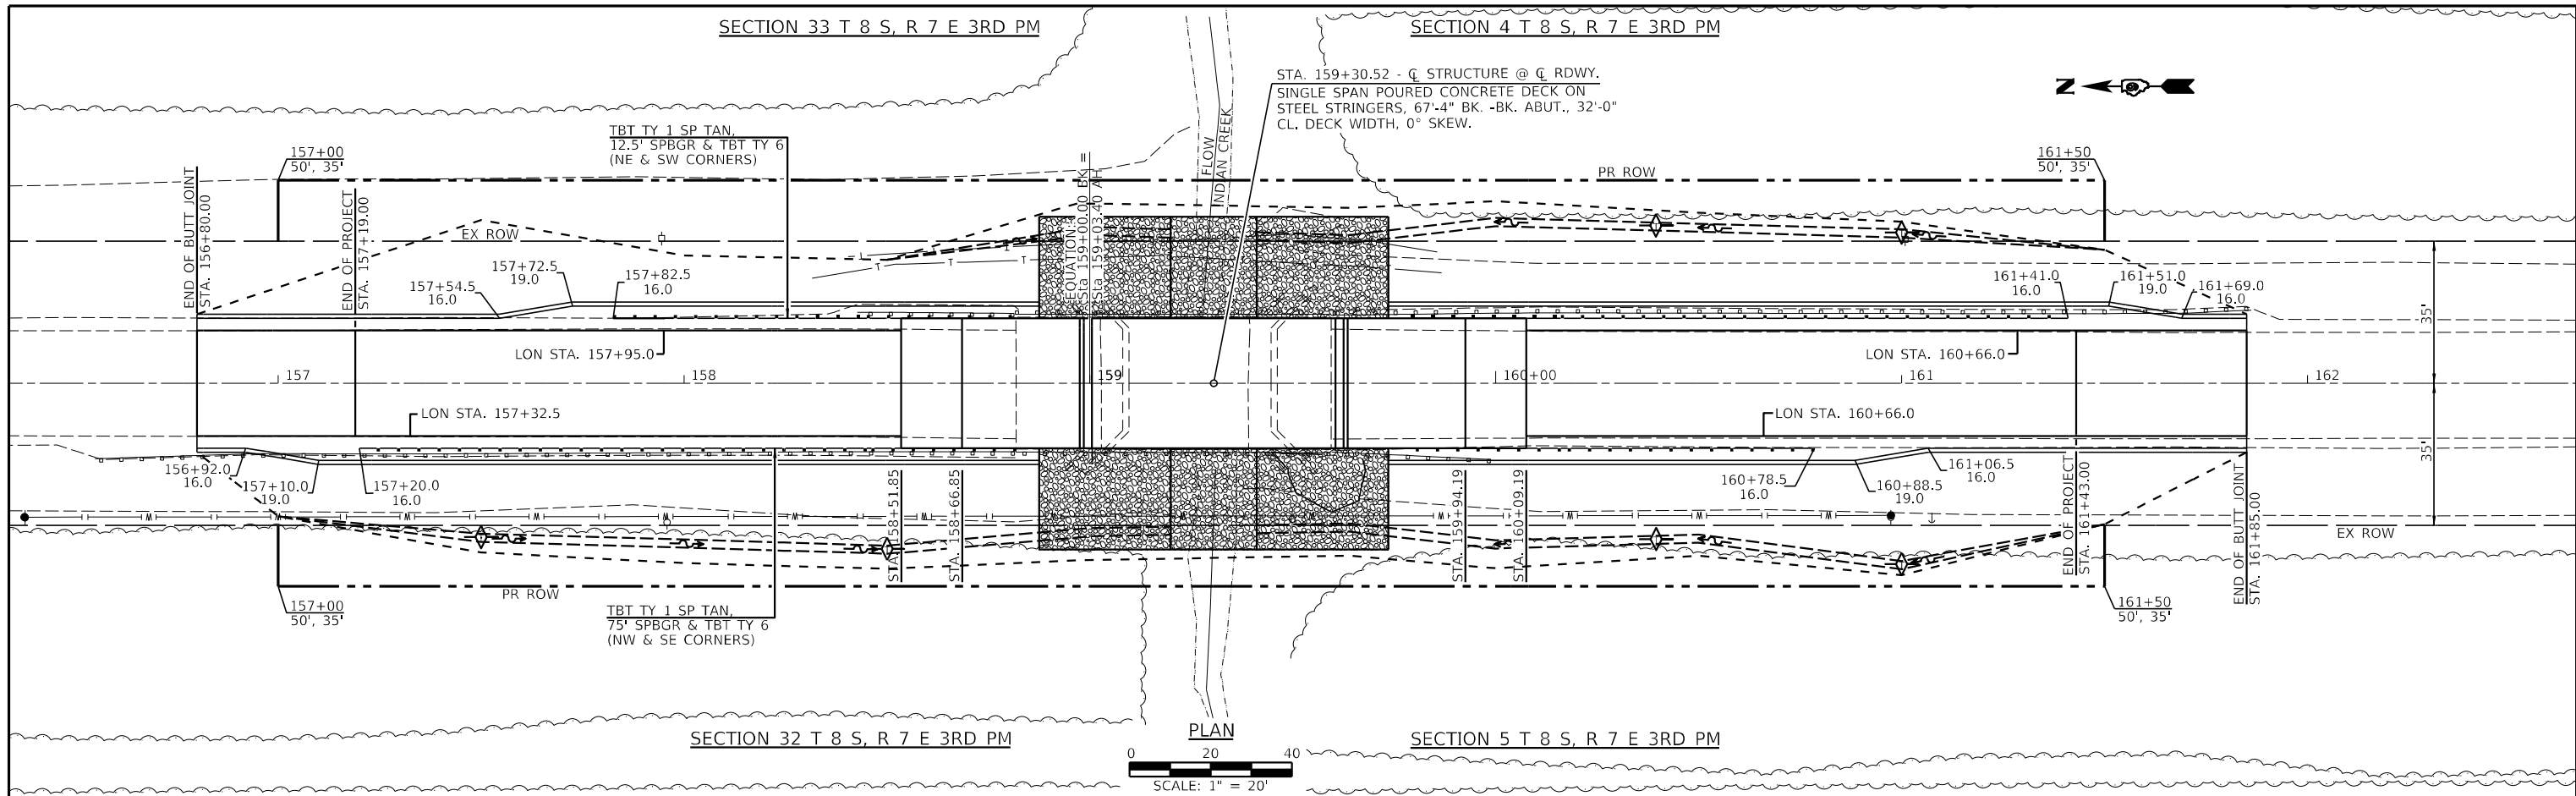 SECTION 33 T 8 S, R 7 E 3RD PM
SECTION 4 T 8 S, R 7 E 3RD PM
STA. 159+30.52 - ℄ STRUCTURE @ ℄ RDWY.
SINGLE SPAN POURED CONCRETE DECK ON
STEEL STRINGERS, 67'-4" BK. -BK. ABUT., 32'-0"
CL. DECK WIDTH, 0° SKEW.
N
FLOW
INDIAN CREEK
TBT TY 1 SP TAN,
12.5' SPBGR & TBT TY 6
(NE & SW CORNERS)
157+00
50', 35'
161+50
50', 35'
PR ROW
END OF BUTT JOINT
STA. 156+80.00
END OF PROJECT
STA. 157+19.00
EX ROW
EQUATION:
Sta 159+00.00 BK =
Sta 159+03.40 AH
157+54.5
16.0
157+72.5
19.0
157+82.5
16.0
161+41.0
16.0
161+51.0
19.0
161+69.0
16.0
35'
LON STA. 157+95.0
LON STA. 160+66.0
157
158
159
160+00
161
162
LON STA. 157+32.5
LON STA. 160+66.0
35'
156+92.0
16.0
157+10.0
19.0
157+20.0
16.0
STA. 158+51.85
STA. 158+66.85
STA. 159+94.19
STA. 160+09.19
160+78.5
16.0
160+88.5
19.0
161+06.5
16.0
END OF PROJECT
STA. 161+43.00
END OF BUTT JOINT
STA. 161+85.00
EX ROW
W W W W W W W W W W W W W W
T T T T
PR ROW
157+00
50', 35'
TBT TY 1 SP TAN,
75' SPBGR & TBT TY 6
(NW & SE CORNERS)
161+50
50', 35'
SECTION 32 T 8 S, R 7 E 3RD PM
PLAN
0 20 40
SCALE: 1" = 20'
SECTION 5 T 8 S, R 7 E 3RD PM